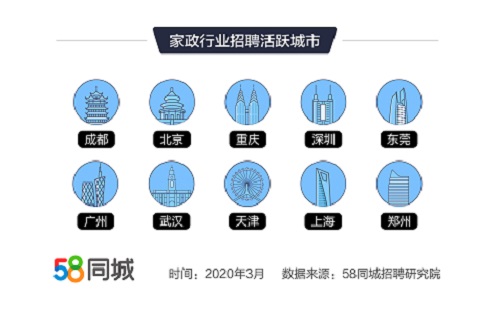 家政行业招聘活跃城市
成都 北京 重庆 深圳 东莞
广州 武汉 天津 上海 郑州
58同城 时间：2020年3月 数据来源：58同城招聘研究院